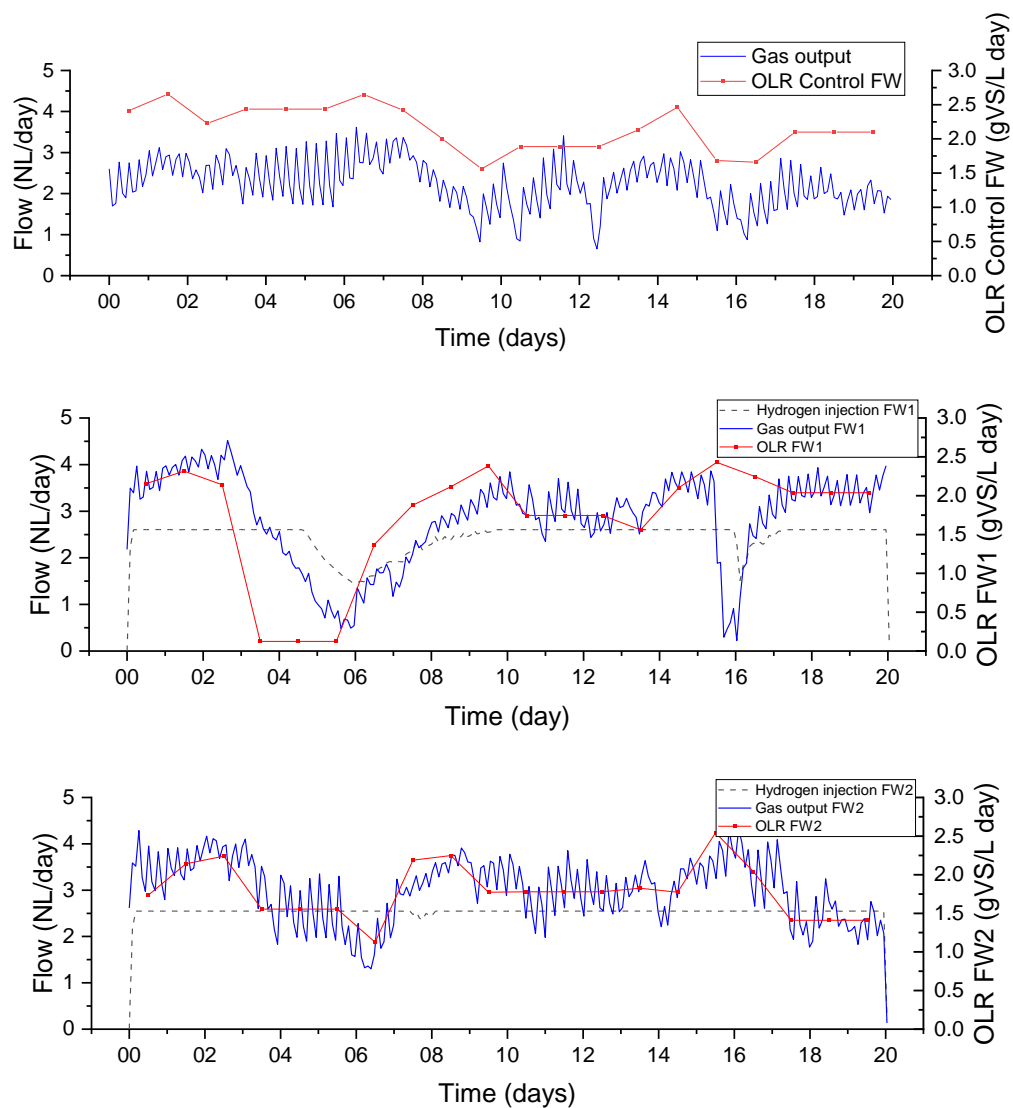 Gas output
OLR Control FW
5
4
3
2
1
0
Flow (NL/day)
3.0
2.5
2.0
1.5
1.0
0.5
0.0
OLR Control FW (gVS/L day)
00 02 04 06 08 10 12 14 16 18 20
Time (days)
Hydrogen injection FW1
Gas output FW1
OLR FW1
5
4
3
2
1
0
Flow (NL/day)
3.0
2.5
2.0
1.5
1.0
0.5
0.0
OLR FW1 (gVS/L day)
00 02 04 06 08 10 12 14 16 18 20
Time (day)
Hydrogen injection FW2
Gas output FW2
OLR FW2
5
4
3
2
1
0
Flow (NL/day)
3.0
2.5
2.0
1.5
1.0
0.5
0.0
OLR FW2 (gVS/L day)
00 02 04 06 08 10 12 14 16 18 20
Time (days)